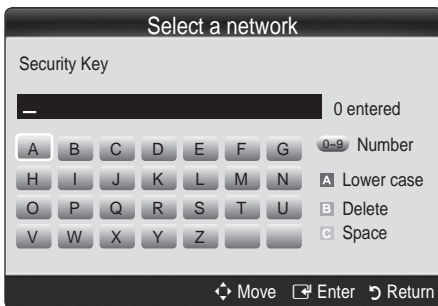 Select a network
Security Key
_
0 entered
A B C D E F G 0~9 Number
H I J K L M N A Lower case
O P Q R S T U B Delete
V W X Y Z C Space
Move Enter Return